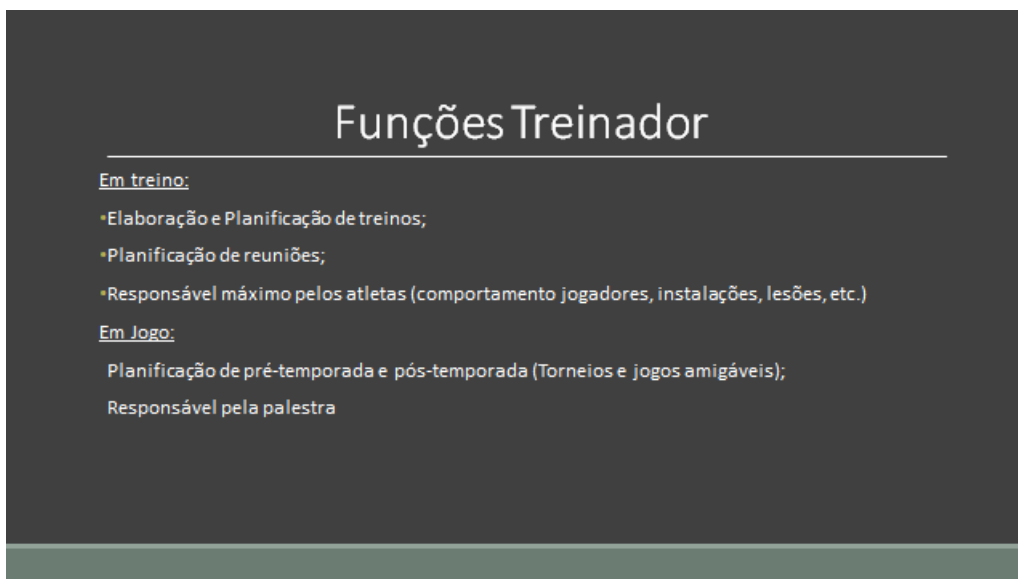 Funções Treinador
Em treino:
•Elaboração e Planificação de treinos;
•Planificação de reuniões;
•Responsável máximo pelos atletas (comportamento jogadores, instalações, lesões, etc.)
Em Jogo:
Planificação de pré-temporada e pós-temporada (Torneios e jogos amigáveis);
Responsável pela palestra